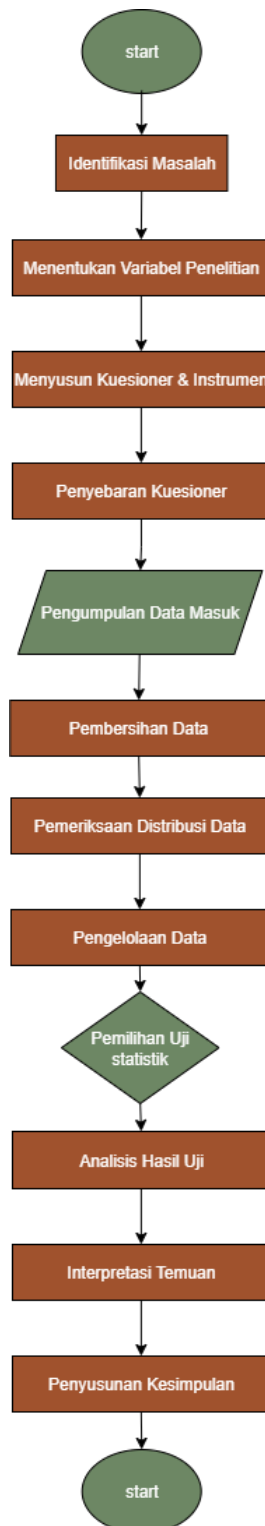 start
Identifikasi Masalah
Menentukan Variabel Penelitian
Menyusun Kuesioner & Instrumen
Penyebaran Kuesioner
Pengumpulan Data Masuk
Pembersihan Data
Pemeriksaan Distribusi Data
Pengelolaan Data
Pemilihan Uji
statistik
Analisis Hasil Uji
Interpretasi Temuan
Penyusunan Kesimpulan
start